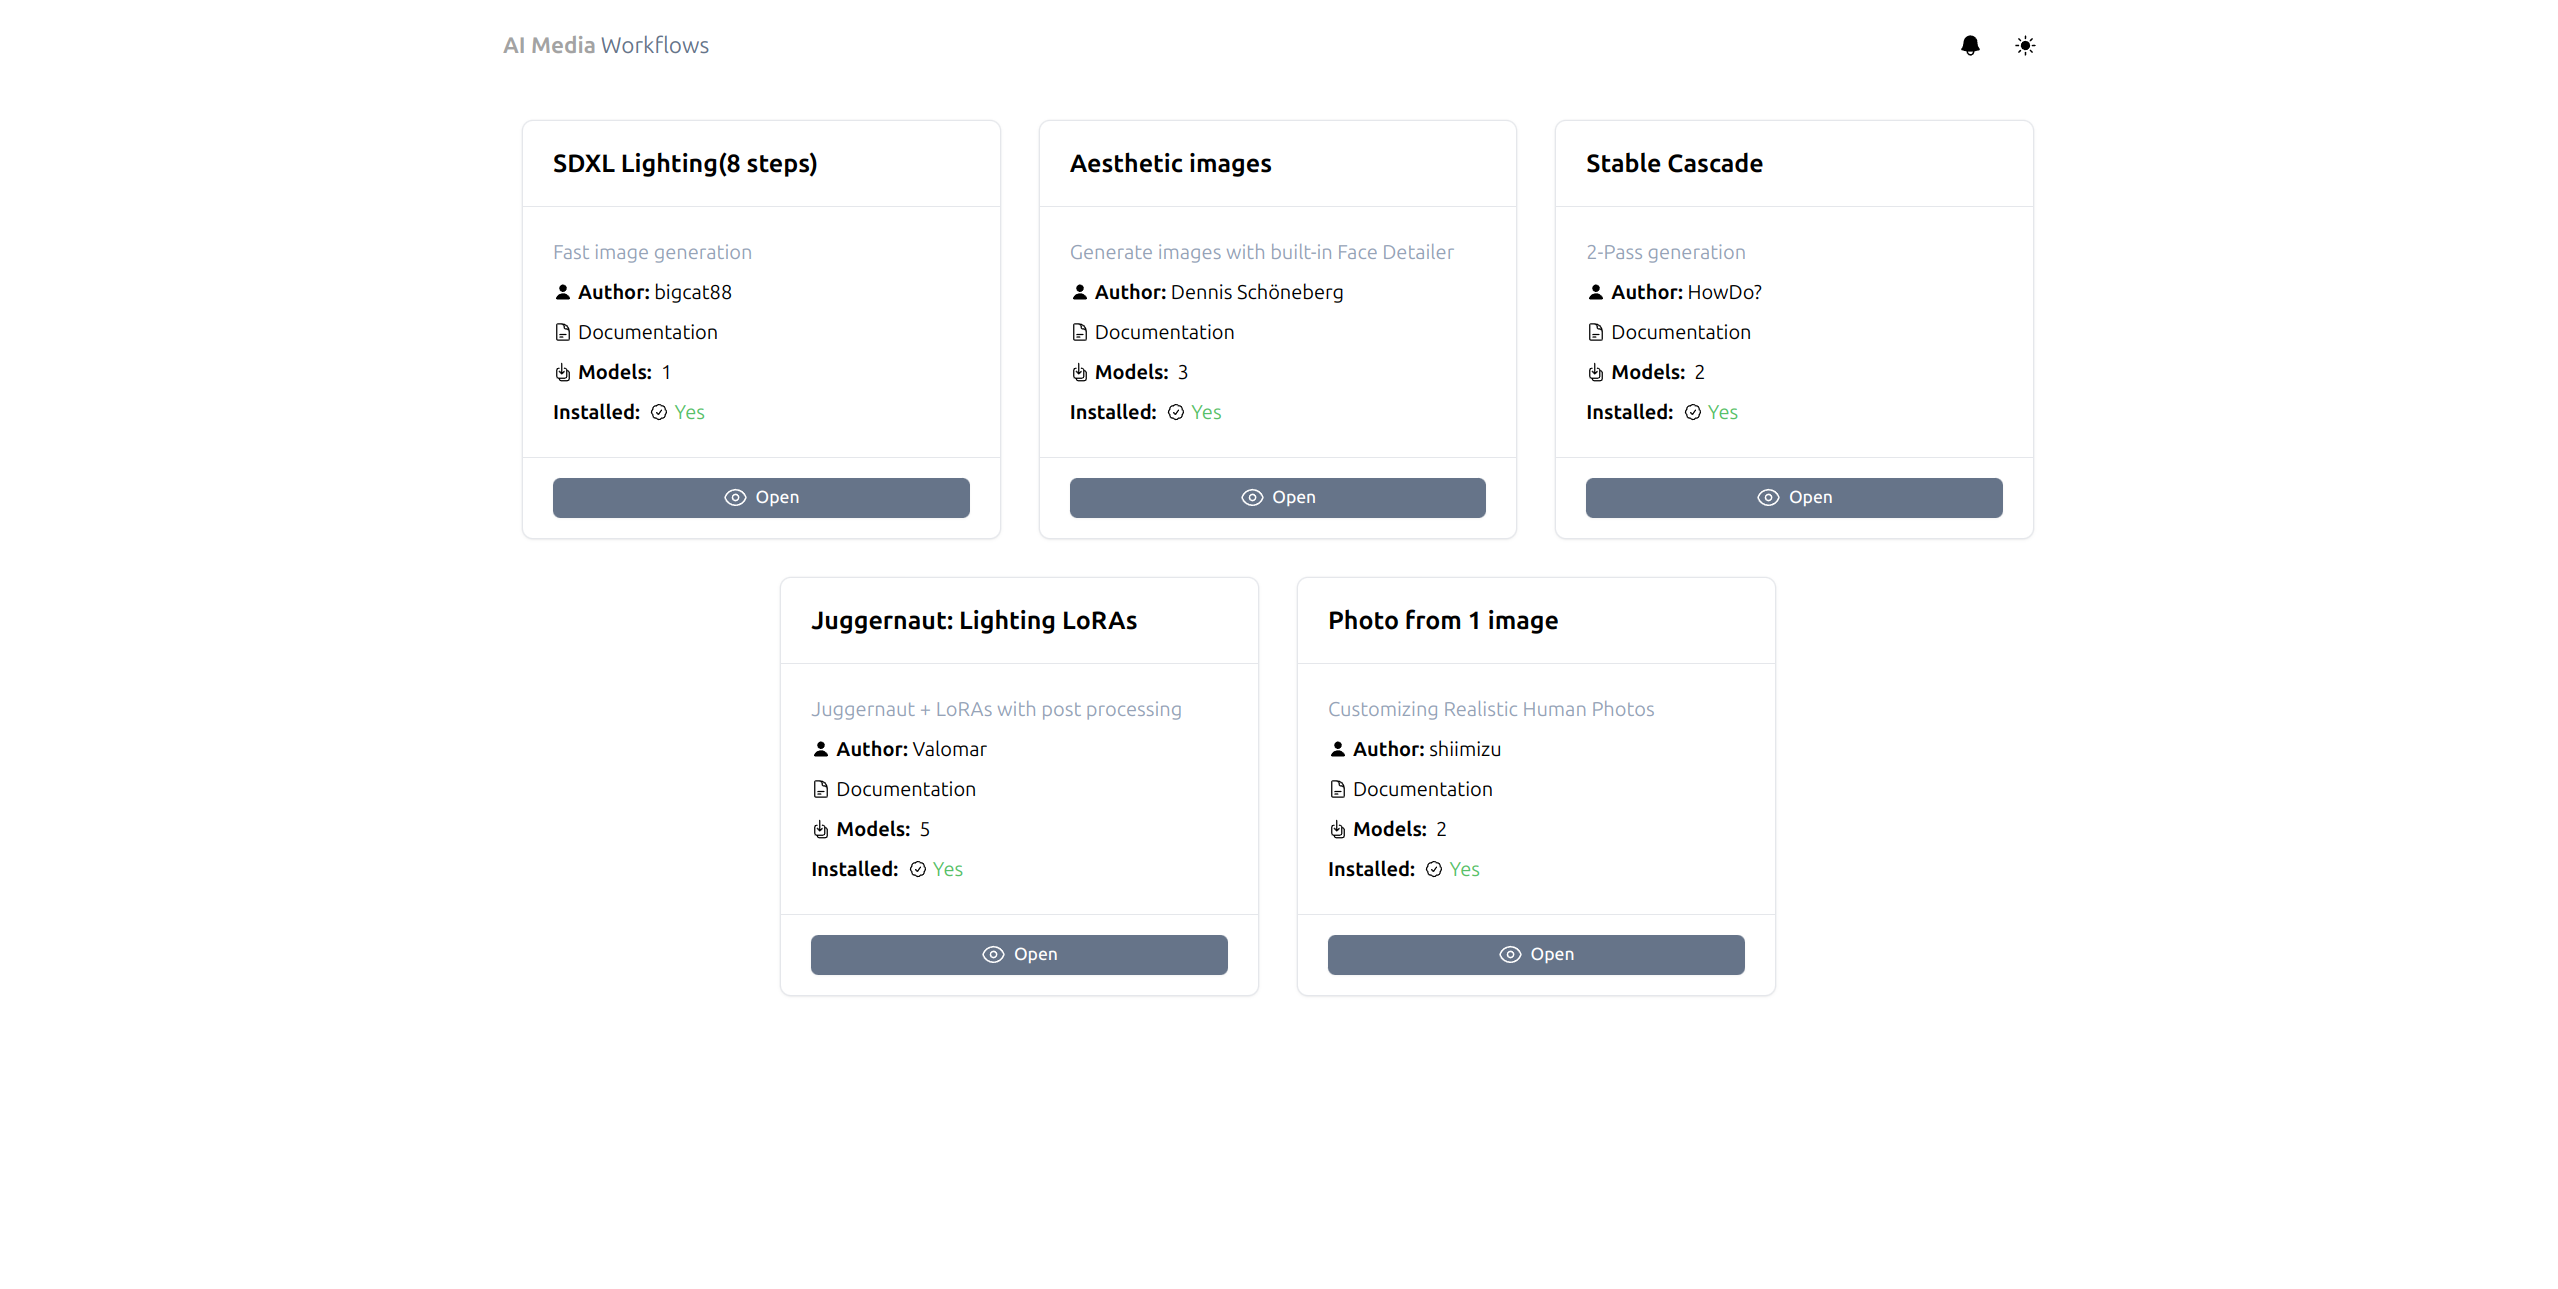 AI Media Workflows
SDXL Lighting(8 steps)
Fast image generation
Author: bigcat88
Documentation
Models: 1
Installed: Yes
Open
Aesthetic images
Generate images with built-in Face Detailer
Author: Dennis Schöneberg
Documentation
Models: 3
Installed: Yes
Open
Stable Cascade
2-Pass generation
Author: HowDo?
Documentation
Models: 2
Installed: Yes
Open
Juggernaut: Lighting LoRAs
Juggernaut + LoRAs with post processing
Author: Valomar
Documentation
Models: 5
Installed: Yes
Open
Photo from 1 image
Customizing Realistic Human Photos
Author: shiimizu
Documentation
Models: 2
Installed: Yes
Open